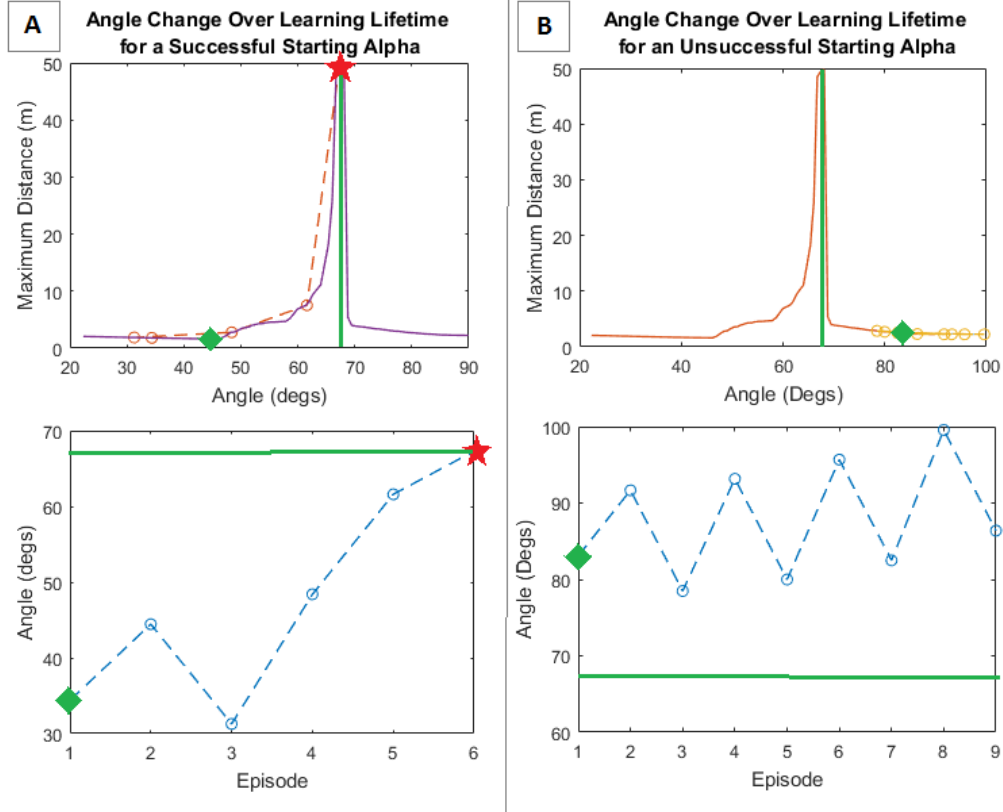 A
Angle Change Over Learning Lifetime
for a Successful Starting Alpha
50
40
30
20
10
0
Maximum Distance (m)
20 30 40 50 60 70 80 90
Angle (degs)
70
60
50
40
30
Angle (degs)
1 2 3 4 5 6
Episode
B
Angle Change Over Learning Lifetime
for an Unsuccessful Starting Alpha
50
40
30
20
10
0
Maximum Distance (m)
20 40 60 80 100
Angle (Degs)
100
90
80
70
60
Angle (Degs)
1 2 3 4 5 6 7 8 9
Episode